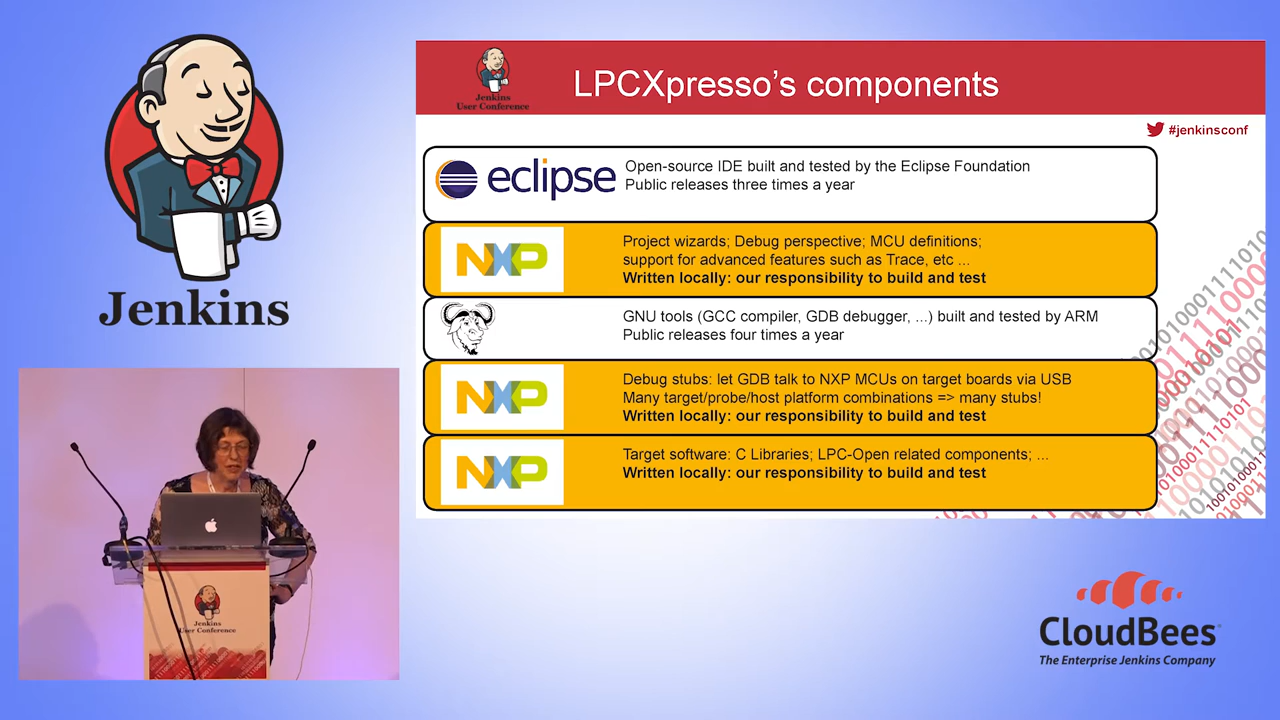 Jenkins
Jenkins
User Conference
LPCXpresso's components
#jenkinsconf
eclipse
Open-source IDE built and tested by the Eclipse Foundation
Public releases three times a year
NXP
Project wizards; Debug perspective; MCU definitions;
support for advanced features such as Trace, etc ...
Written locally: our responsibility to build and test
GNU tools (GCC compiler, GDB debugger, ...) built and tested by ARM
Public releases four times a year
NXP
Debug stubs: let GDB talk to NXP MCUs on target boards via USB
Many target/probe/host platform combinations => many stubs!
Written locally: our responsibility to build and test
NXP
Target software: C Libraries; LPC-Open related components; ...
Written locally: our responsibility to build and test
Jenkins
User Conference
CloudBees
The Enterprise Jenkins Company